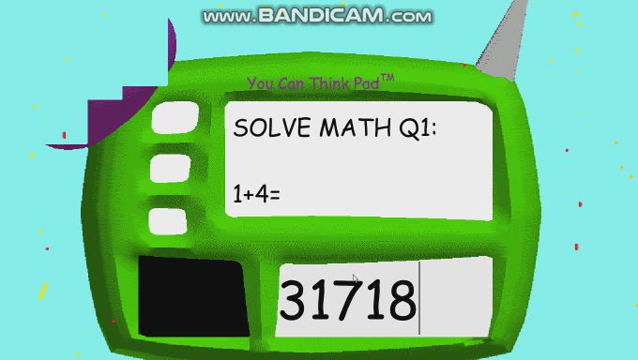 www.BANDICAM.com
You Can Think Pad™
SOLVE MATH Q1:
1+4=
31718